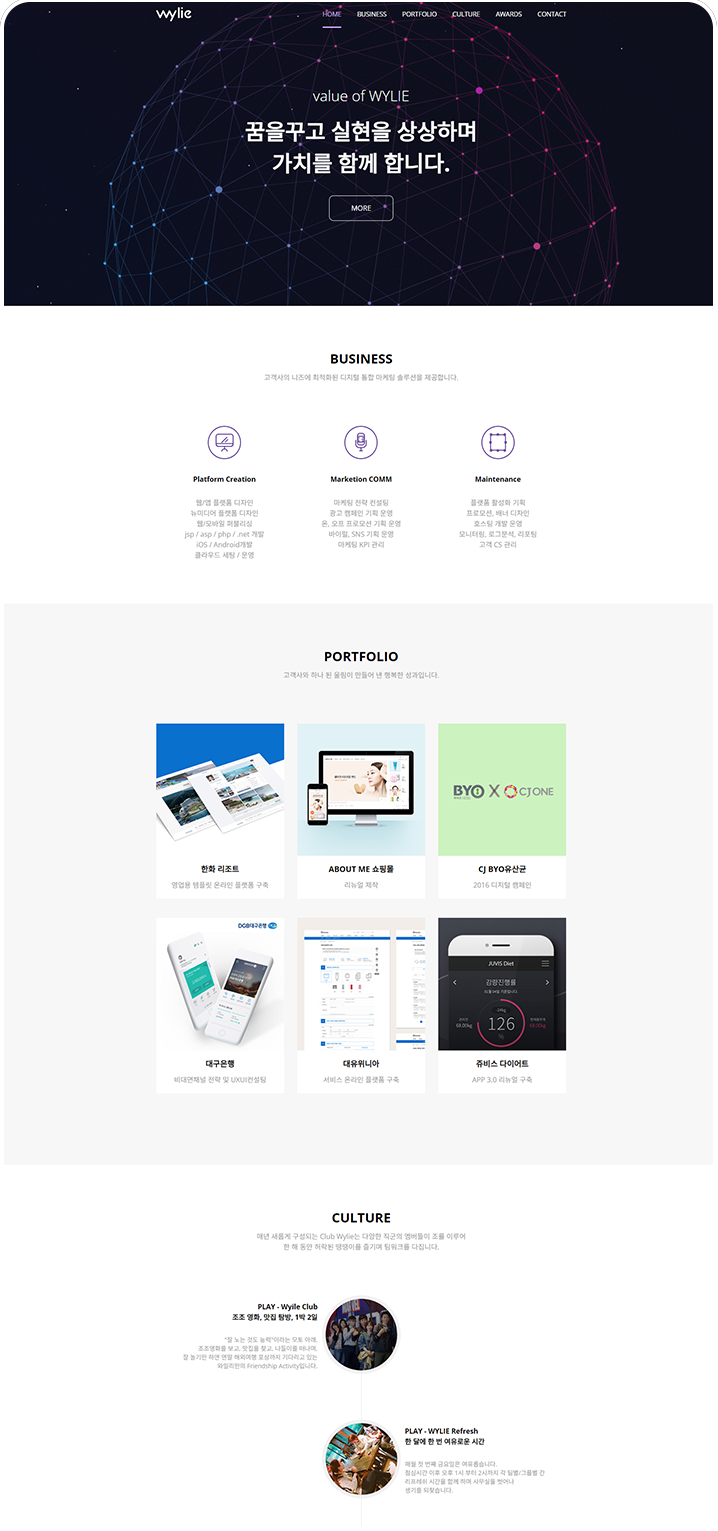 wylie
HOME BUSINESS PORTFOLIO CULTURE AWARDS CONTACT
value of WYLIE
꿈을꾸고 실현을 상상하며
가치를 함께 합니다.
MORE
BUSINESS
고객사의 니즈에 최적화된 디지털 통합 마케팅 솔루션을 제공합니다.
Platform Creation
웹/앱 플랫폼 디자인
뉴미디어 플랫폼 디자인
웹/모바일 퍼블리싱
jsp / asp / php / .net 개발
iOS / Android개발
클라우드 세팅 / 운영
Marketion COMM
마케팅 전략 컨설팅
광고 캠페인 기획 운영
온, 오프 프로모션 기획 운영
바이럴, SNS 기획 운영
마케팅 KPI 관리
Maintenance
플랫폼 활성화 기획
프로모션, 배너 디자인
호스팅 개발 운영
모니터링, 로그분석, 리포팅
고객 CS 관리
PORTFOLIO
고객사와 하나 된 울림이 만들어 낸 행복한 성과입니다.
한화 리조트
영업용 템플릿 온라인 플랫폼 구축
ABOUT ME 쇼핑몰
리뉴얼 제작
BYO X CJ ONE
CJ BYO유산균
2016 디지털 캠페인
DGB대구은행
대구은행
비대면채널 전략 및 UXUI컨설팅
대유위니아
서비스 온라인 플랫폼 구축
JUVIS Diet
감량진행률
-24kg
126
%
68.00kg
68.00kg
쥬비스 다이어트
APP 3.0 리뉴얼 구축
CULTURE
매년 새롭게 구성되는 Club Wylie는 다양한 직군의 멤버들이 조를 이루어
한 해 동안 허락된 땡땡이를 즐기며 팀워크를 다집니다.
PLAY - Wyile Club
조조 영화, 맛집 탐방, 1박 2일
"잘 노는 것도 능력"이라는 모토 아래,
조조영화를 보고, 맛집을 찾고, 나들이를 떠나며,
잘 놀기만 하면 연말 해외여행 포상까지 기다리고 있는
와일리만의 Friendship Activity입니다.
PLAY - WYLIE Refresh
한 달에 한 번 여유로운 시간
매월 첫 번째 금요일은 여유롭습니다.
점심시간 이후 오후 1시 부터 2시까지 각 팀별/그룹별 간
리프레쉬 시간을 함께 하며 사무실을 벗어나
생기를 되찾습니다.